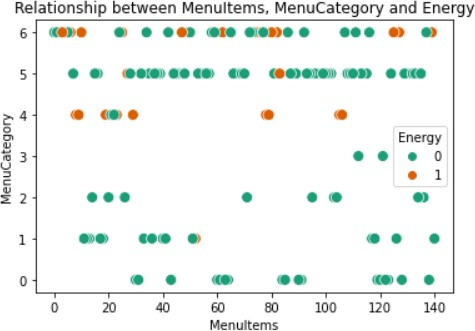 Relationship between MenuItems, MenuCategory and Energy
6
5
4
3
2
1
0
MenuCategory
Energy
0
1
0 20 40 60 80 100 120 140
MenuItems